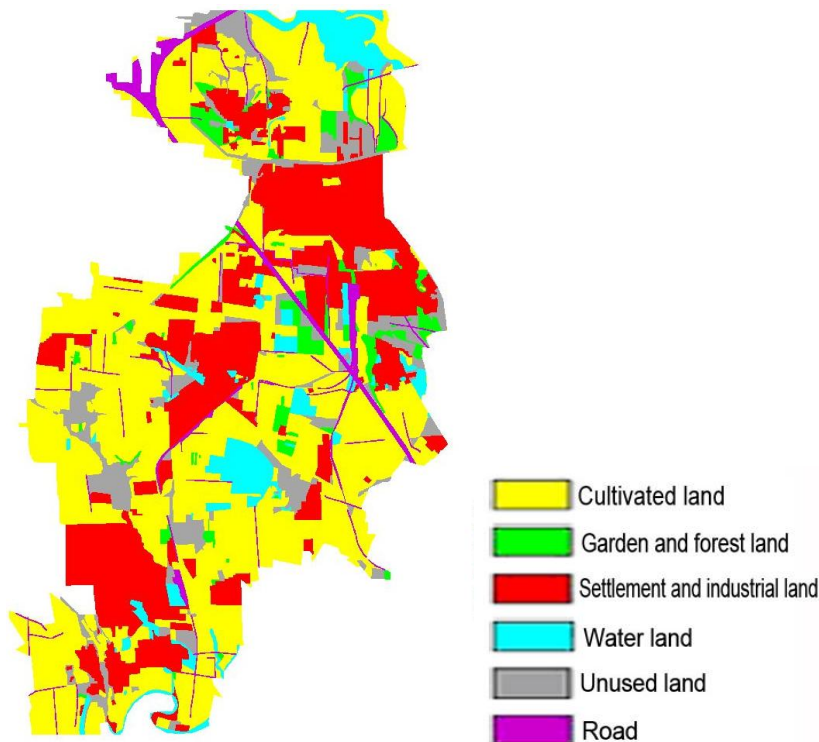 Cultivated land
Garden and forest land
Settlement and industrial land
Water land
Unused land
Road